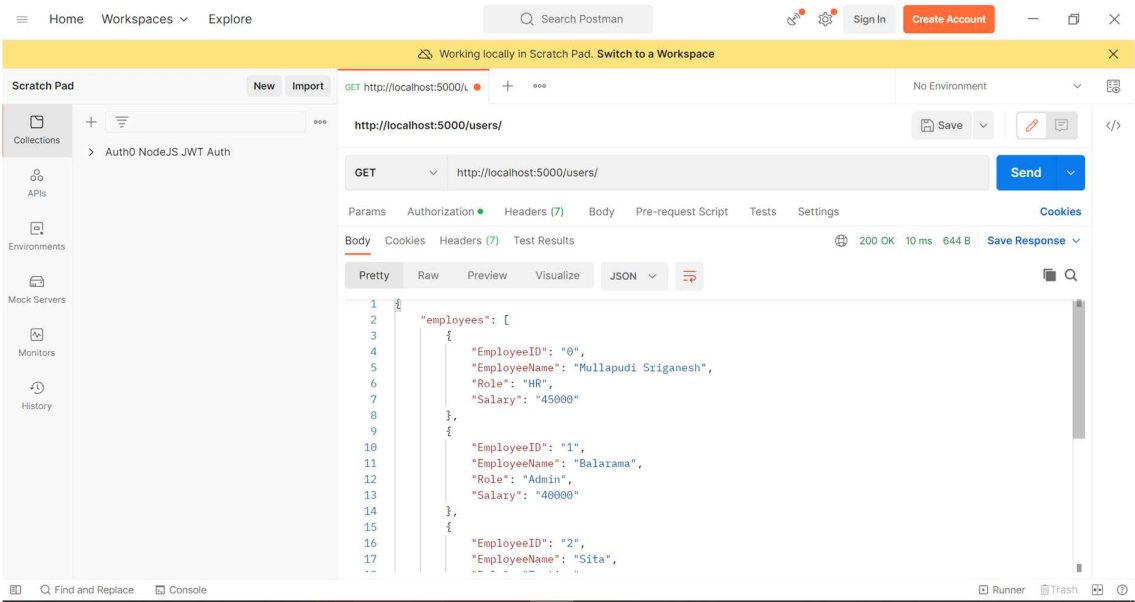 Home Workspaces Explore Search Postman Sign In Create Account
Working locally in Scratch Pad. Switch to a Workspace
Scratch Pad New Import GET http://localhost:5000/u No Environment
http://localhost:5000/users/ Save
Collections
Auth0 NodeJS JWT Auth
GET http://localhost:5000/users/ Send
APIs
Params Authorization Headers (7) Body Pre-request Script Tests Settings Cookies
Environments
Body Cookies Headers (7) Test Results 200 OK 10 ms 644 B Save Response
Pretty Raw Preview Visualize JSON
Mock Servers
Monitors
History
1 {
2 "employees": [
3 {
4 "EmployeeID": "0",
5 "EmployeeName": "Mullapudi Sriganesh",
6 "Role": "HR",
7 "Salary": "45000"
8 },
9 {
10 "EmployeeID": "1",
11 "EmployeeName": "Balarama",
12 "Role": "Admin",
13 "Salary": "40000"
14 },
15 {
16 "EmployeeID": "2",
17 "EmployeeName": "Sita",
Find and Replace Console Runner Trash